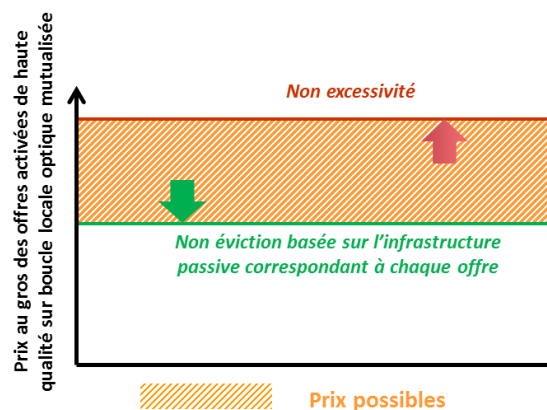 Prix au gros des offres activées de haute
qualité sur boucle locale optique mutualisée
Non excessivité
Non éviction basée sur l'infrastructure
passive correspondant à chaque offre
Prix possibles